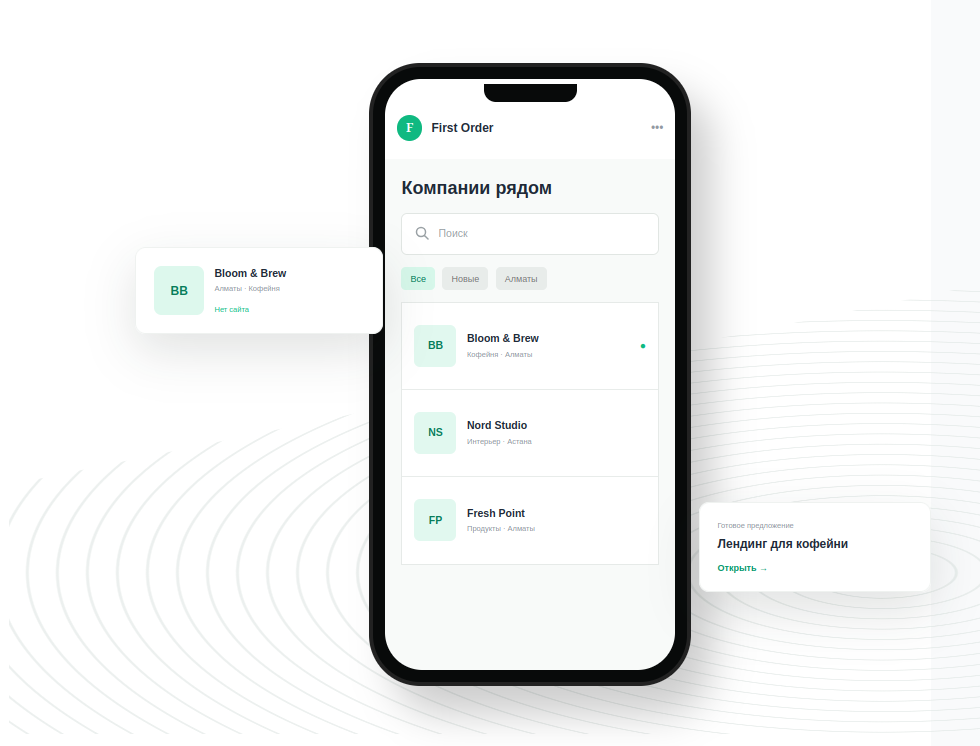 F First Order •••
Компании рядом
Поиск
Все Новые Алматы
BB Bloom & Brew
Кофейня · Алматы
NS Nord Studio
Интерьер · Астана
FP Fresh Point
Продукты · Алматы
BB Bloom & Brew
Алматы · Кофейня
Нет сайта
Готовое предложение
Лендинг для кофейни
Открыть →